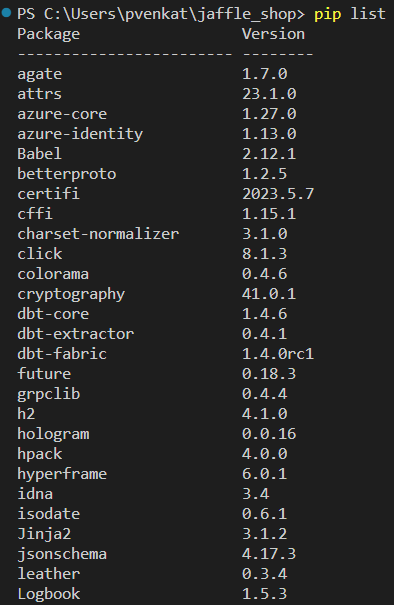 PS C:\Users\pvenkat\jaffle_shop> pip list
Package                  Version
------------------------ --------
agate                    1.7.0
attrs                    23.1.0
azure-core               1.27.0
azure-identity           1.13.0
Babel                    2.12.1
betterproto              1.2.5
certifi                  2023.5.7
cffi                     1.15.1
charset-normalizer       3.1.0
click                    8.1.3
colorama                 0.4.6
cryptography             41.0.1
dbt-core                 1.4.6
dbt-extractor            0.4.1
dbt-fabric               1.4.0rc1
future                   0.18.3
grpclib                  0.4.4
h2                       4.1.0
hologram                 0.0.16
hpack                    4.0.0
hyperframe               6.0.1
idna                     3.4
isodate                  0.6.1
Jinja2                   3.1.2
jsonschema               4.17.3
leather                  0.3.4
Logbook                  1.5.3